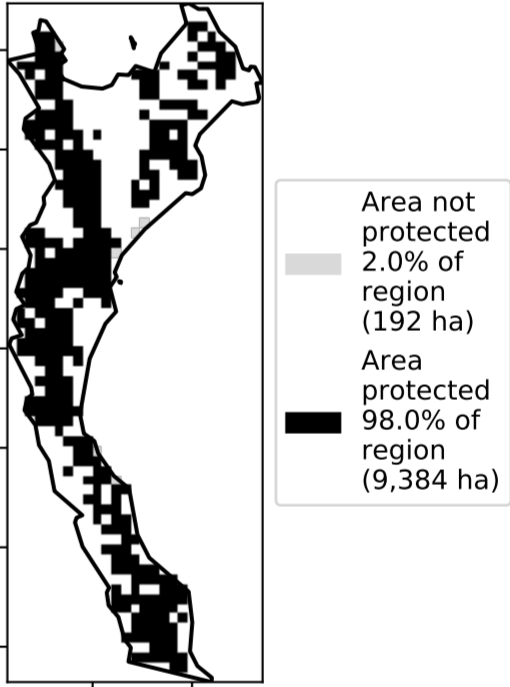 Area not
protected
2.0% of
region
(192 ha)
Area
protected
98.0% of
region
(9,384 ha)